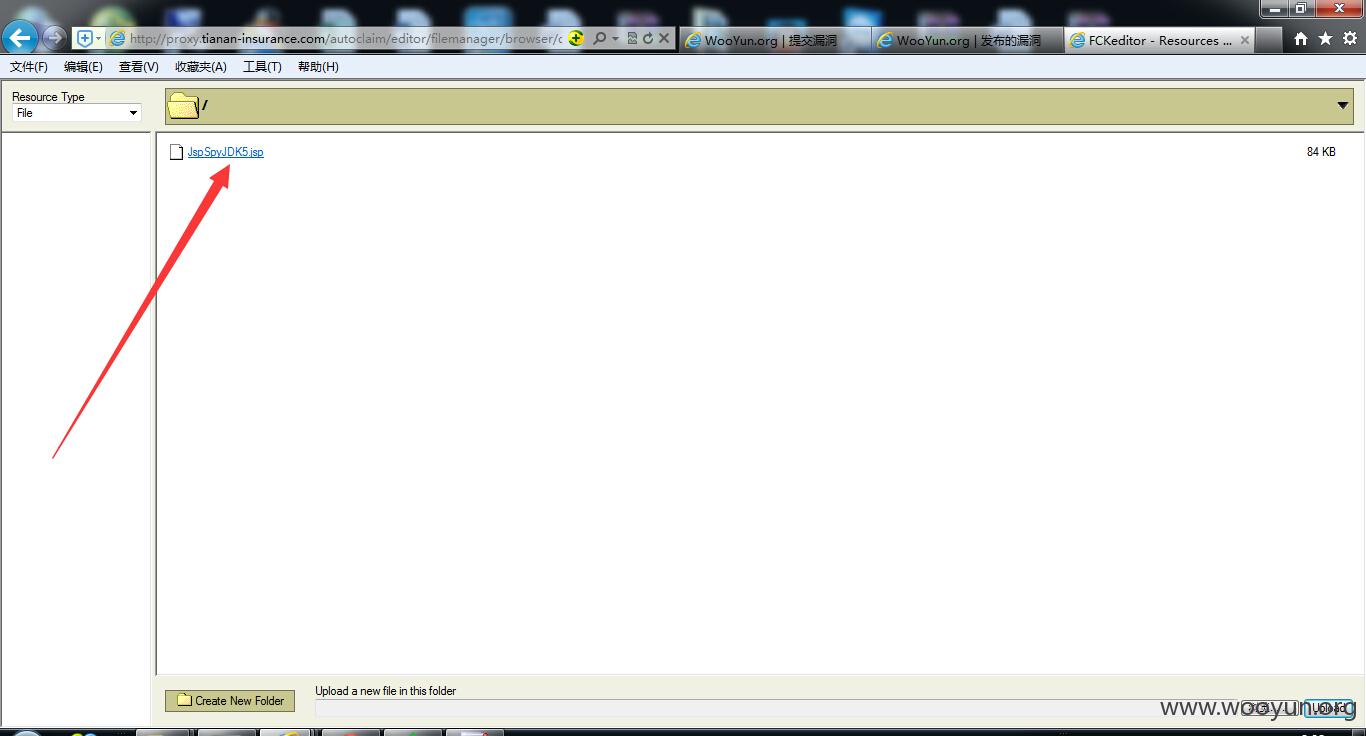 http://proxy.tianan-insurance.com/autoclaim/editor/filemanager/browser/
WooYun.org | 提交漏洞
WooYun.org | 发布的漏洞
FCKeditor - Resources ...
文件(F) 编辑(E) 查看(V) 收藏夹(A) 工具(T) 帮助(H)
Resource Type
File
/
JspSpyJDK5.jsp
84 KB
Create New Folder
Upload a new file in this folder
Upload
www.wooyun.org